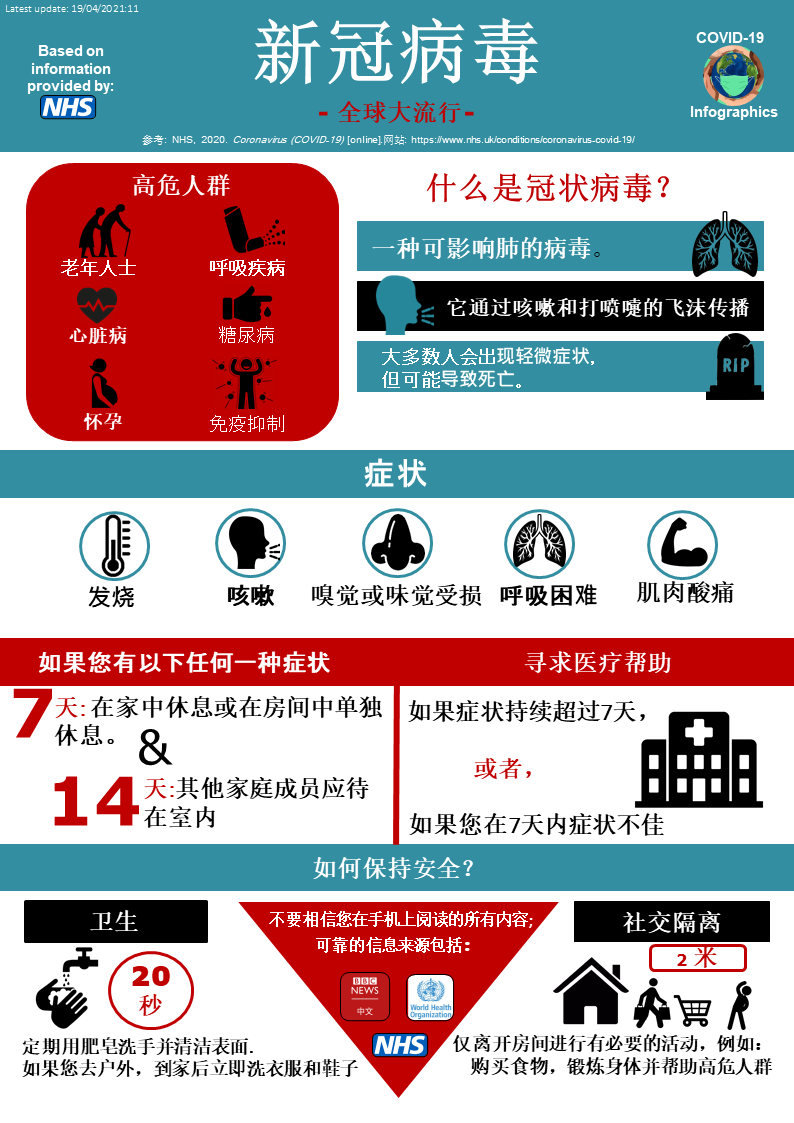 Latest update: 19/04/2021:11
Based on
information
provided by:
NHS
新冠病毒
- 全球大流行-
COVID-19
Infographics
参考: NHS, 2020. Coronavirus (COVID-19) [online].网站: https://www.nhs.uk/conditions/coronavirus-covid-19/
高危人群
老年人士
呼吸疾病
心脏病
糖尿病
怀孕
免疫抑制
什么是冠状病毒?
一种可影响肺的病毒。
它通过咳嗽和打喷嚏的飞沫传播
大多数人会出现轻微症状,
但可能导致死亡。
RIP
症状
发烧
咳嗽
嗅觉或味觉受损
呼吸困难
肌肉酸痛
如果您有以下任何一种症状
7天: 在家中休息或在房间中单独
休息。
&
14天:其他家庭成员应待
在室内
寻求医疗帮助
如果症状持续超过7天，
或者，
如果您在7天内症状不佳
如何保持安全?
卫生
20
秒
定期用肥皂洗手并清洁表面.
如果您去户外，到家后立即洗衣服和鞋子
不要相信您在手机上阅读的所有内容;
可靠的信息来源包括：
BBC
NEWS
中文
World Health
Organization
NHS
社交隔离
2 米
仅离开房间进行有必要的活动，例如：
购买食物，锻炼身体并帮助高危人群